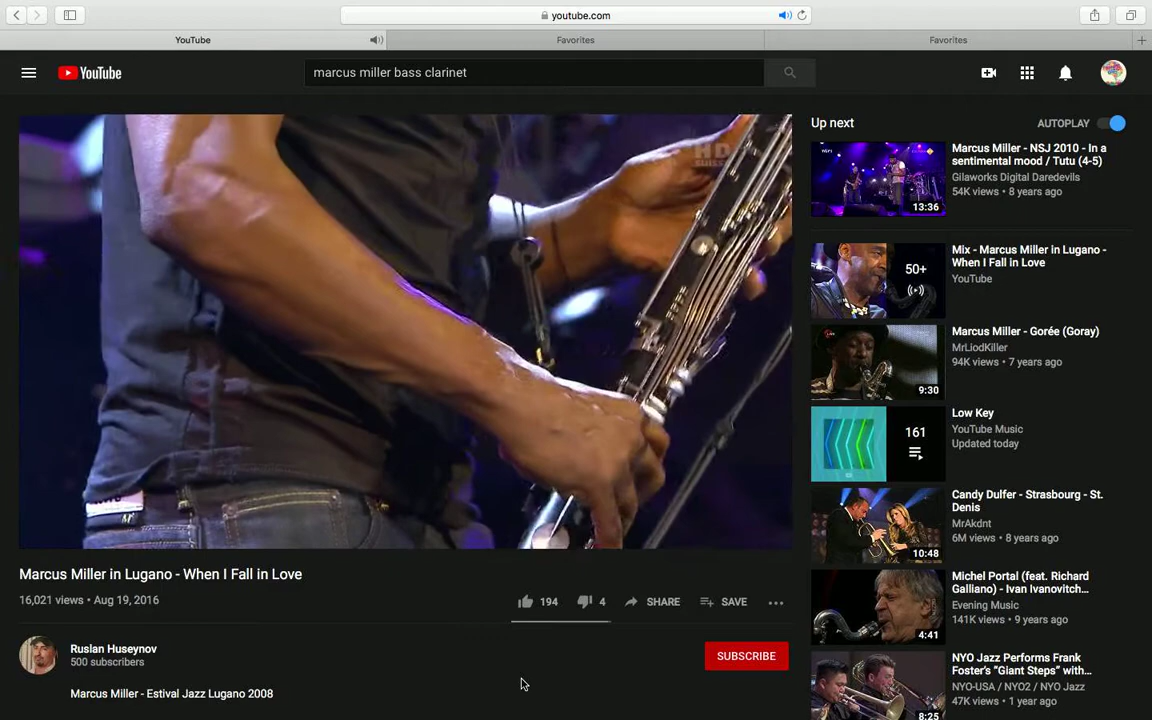 youtube.com
YouTube
Favorites
Favorites
YouTube
marcus miller bass clarinet
HD
SUISSE
Marcus Miller in Lugano - When I Fall in Love
16,021 views • Aug 19, 2016
194
4
SHARE
SAVE
Ruslan Huseynov
500 subscribers
SUBSCRIBE
Marcus Miller - Estival Jazz Lugano 2008
Up next
AUTOPLAY
13:36
Marcus Miller - NSJ 2010 - In a
sentimental mood / Tutu (4-5)
Gilaworks Digital Daredevils
54K views • 8 years ago
50+
Mix - Marcus Miller in Lugano -
When I Fall in Love
YouTube
9:30
Marcus Miller - Gorée (Goray)
MrLiodKiller
94K views • 7 years ago
161
Low Key
YouTube Music
Updated today
10:48
Candy Dulfer - Strasbourg - St.
Denis
MrAkdnt
6M views • 8 years ago
4:41
Michel Portal (feat. Richard
Galliano) - Ivan Ivanovitch...
Evening Music
141K views • 9 years ago
8:25
NYO Jazz Performs Frank
Foster's “Giant Steps” with...
NYO-USA / NYO2 / NYO Jazz
47K views • 1 year ago